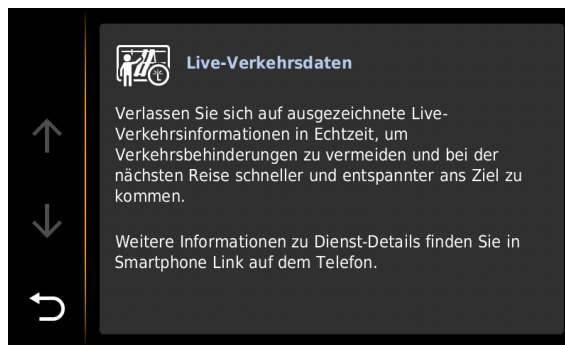 Live-Verkehrsdaten
Verlassen Sie sich auf ausgezeichnete Live-
Verkehrsinformationen in Echtzeit, um
Verkehrsbehinderungen zu vermeiden und bei der
nächsten Reise schneller und entspannter ans Ziel zu
kommen.
Weitere Informationen zu Dienst-Details finden Sie in
Smartphone Link auf dem Telefon.